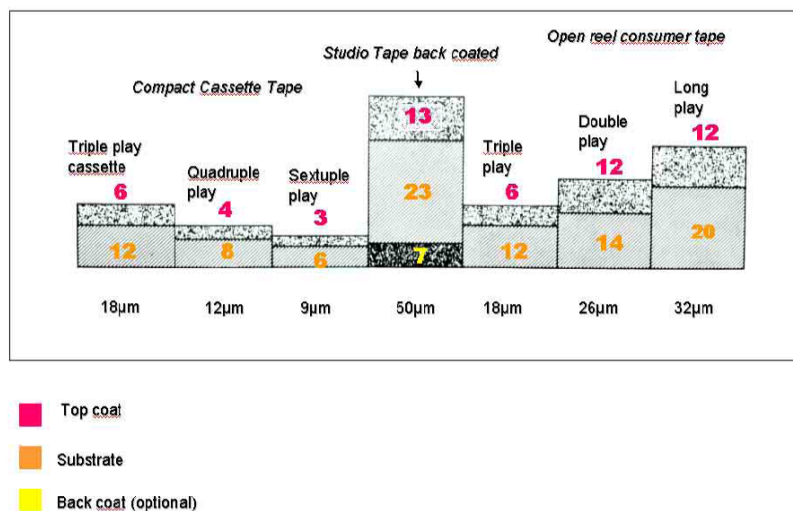 Open reel consumer tape
Studio Tape back coated
Compact Cassette Tape
Long
play
12
13
Double
play
12
Triple play
cassette
6
Quadruple
play
4
Sextuple
play
3
Triple
play
6
23
20
12
8
6
7
12
14
18µm
12µm
9µm
50µm
18µm
26µm
32µm
Top coat
Substrate
Back coat (optional)